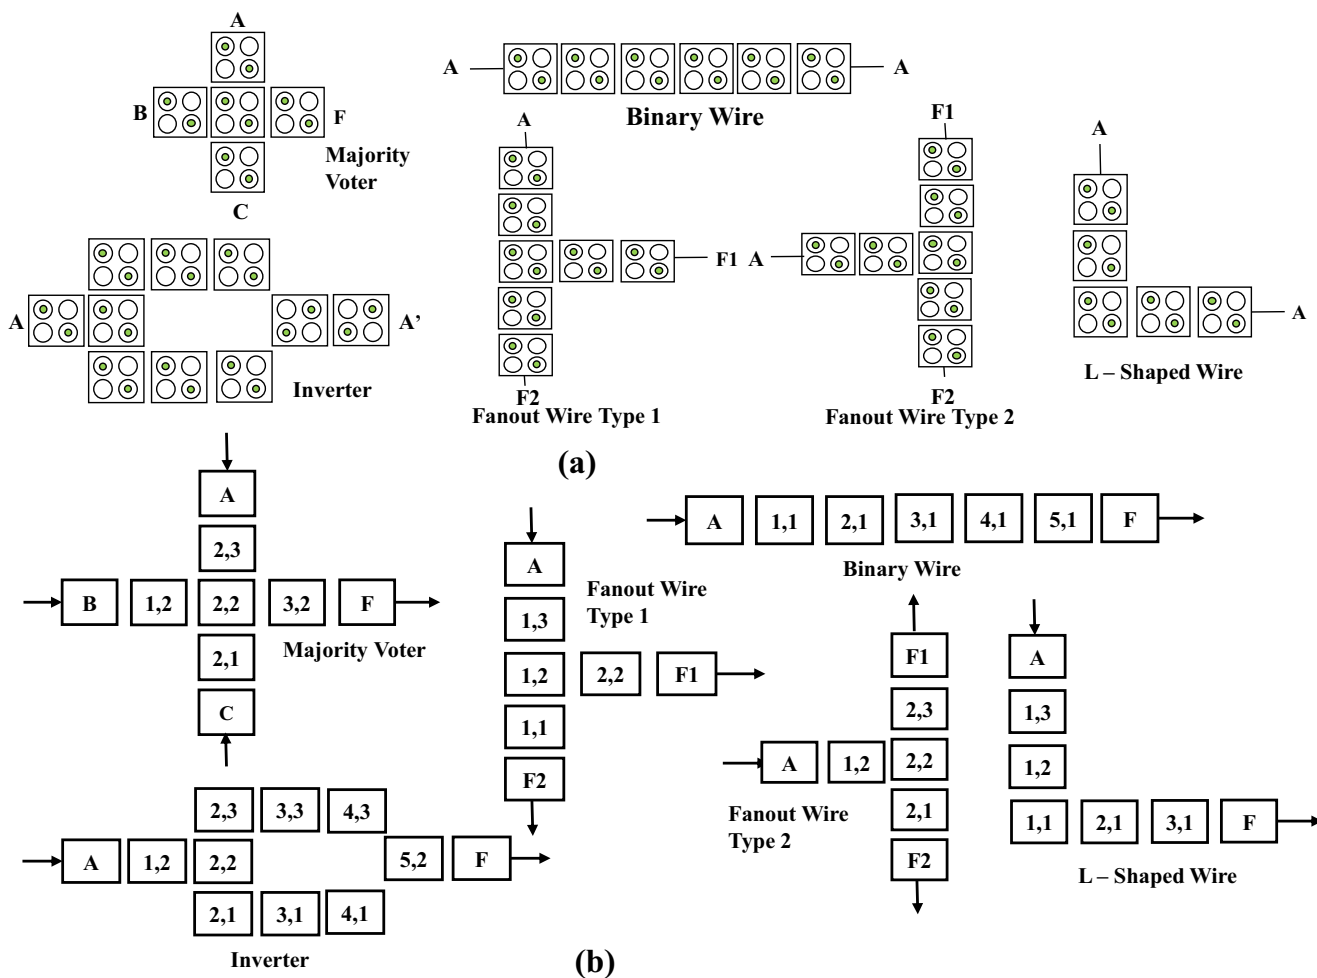 A
B
F
Majority
Voter
C
A
A
Binary Wire
A
F1
F2
Fanout Wire Type 1
F1
A
F2
Fanout Wire Type 2
A
A
L – Shaped Wire
A
A’
Inverter
(a)
A
2,3
B 1,2 2,2 3,2 F
Majority Voter
2,1
C
A
Fanout Wire
Type 1
1,3
1,2 2,2 F1
1,1
F2
A 1,1 2,1 3,1 4,1 5,1 F
Binary Wire
F1
2,3
A 1,2 2,2
2,1
F2
Fanout Wire
Type 2
A
1,3
1,2
1,1 2,1 3,1 F
L – Shaped Wire
2,3 3,3 4,3
A 1,2 2,2 5,2 F
2,1 3,1 4,1
Inverter
(b)